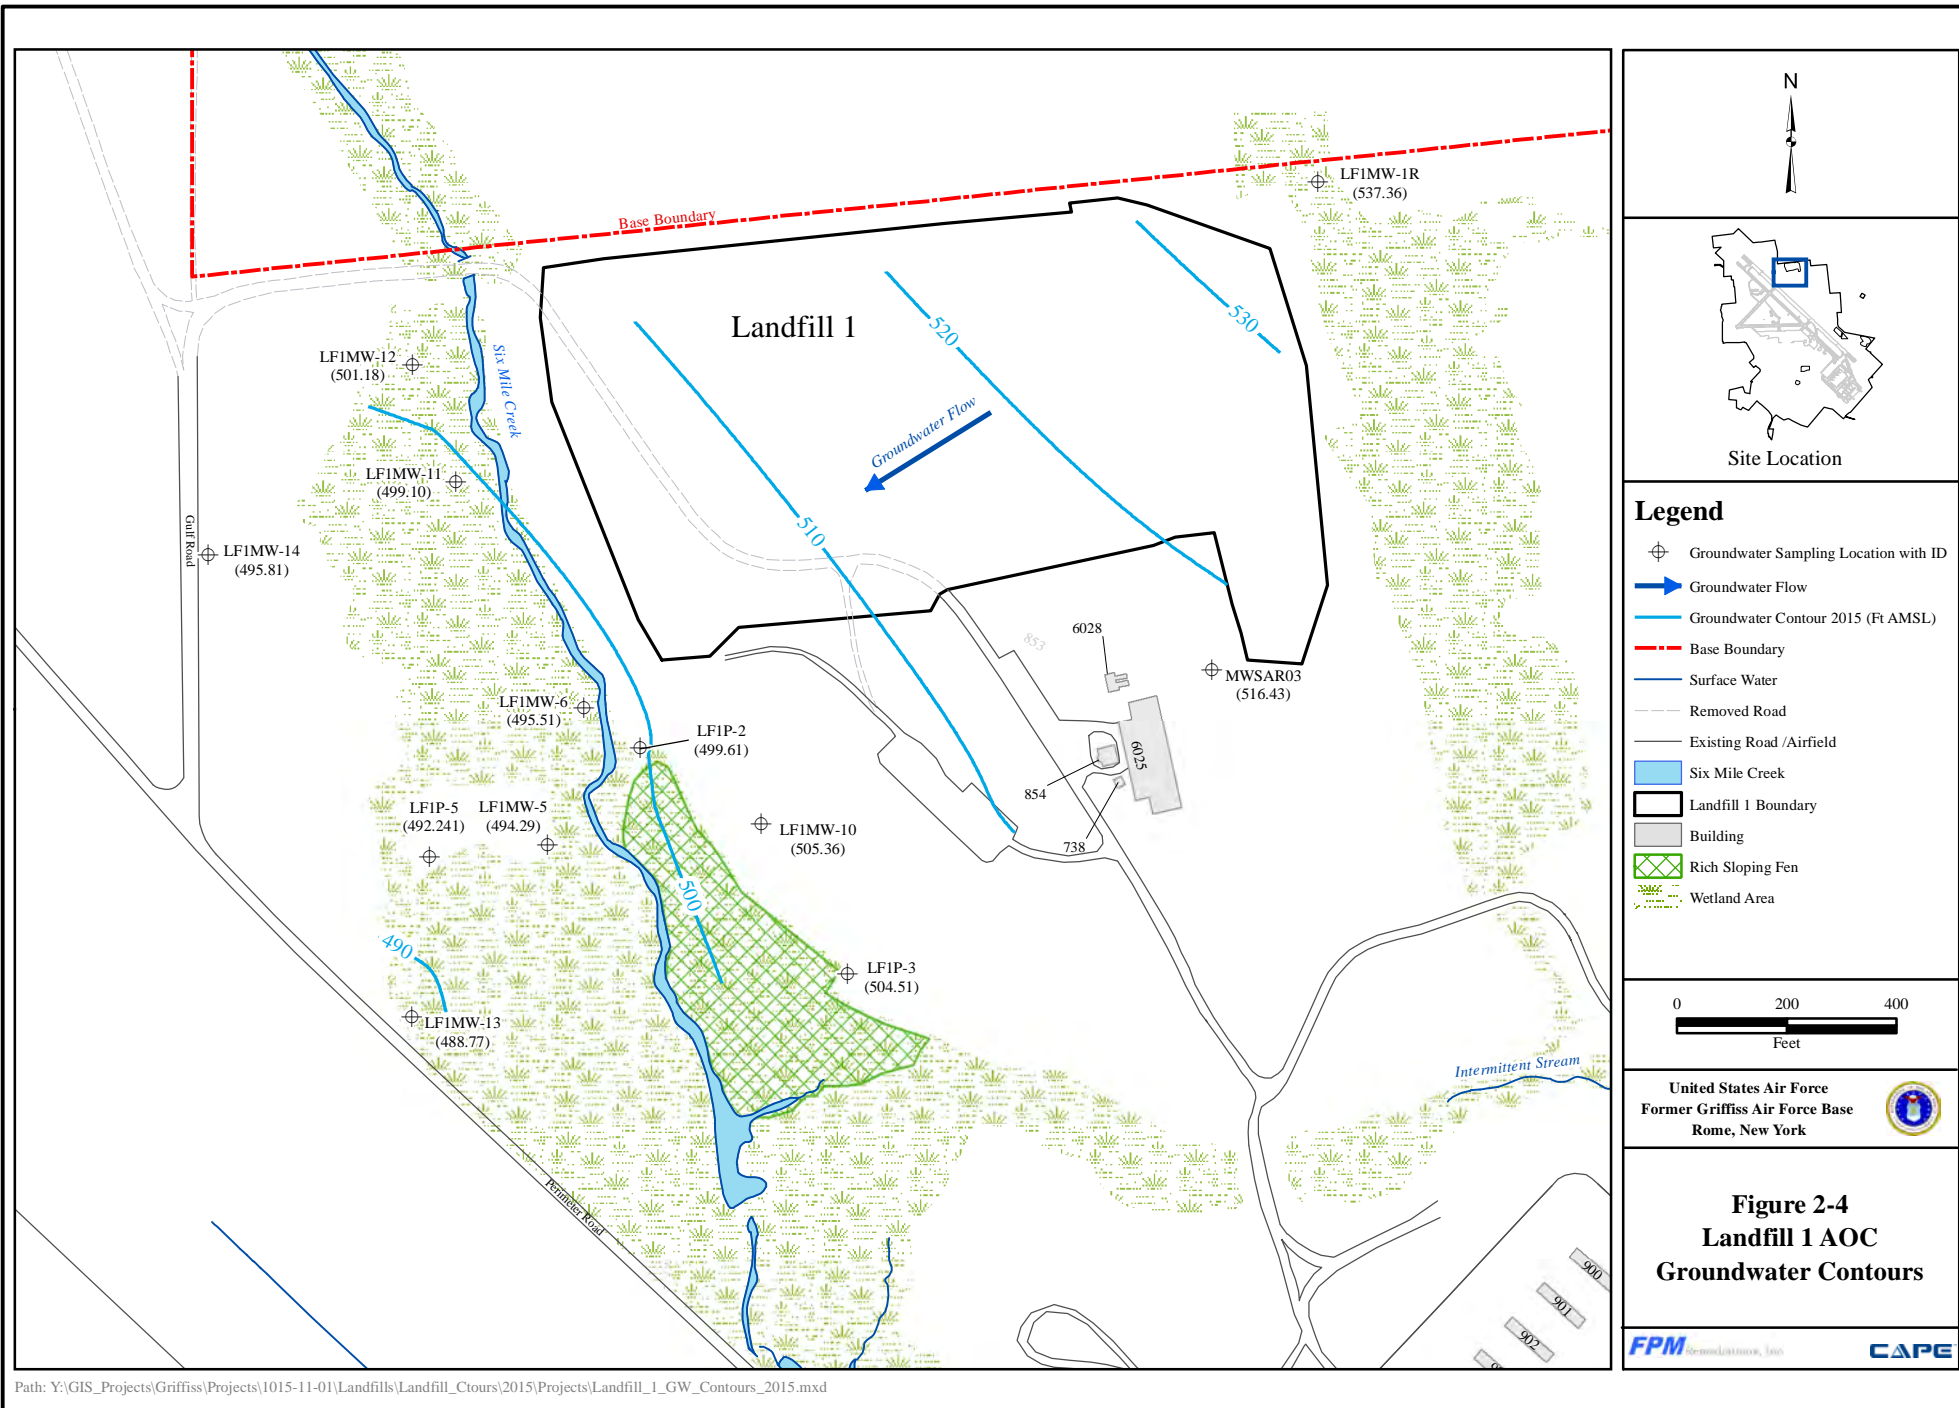 Base Boundary
LF1MW-1R
(537.36)
530
520
Landfill 1
LF1MW-12
(501.18)
Six Mile Creek
Groundwater Flow
LF1MW-11
(499.10)
510
Gulf Road
LF1MW-14
(495.81)
853
6028
MWSAR03
(516.43)
LF1MW-6
(495.51)
LF1P-2
(499.61)
6025
854
738
LF1P-5
(492.241)
LF1MW-5
(494.29)
LF1MW-10
(505.36)
500
490
LF1P-3
(504.51)
LF1MW-13
(488.77)
Intermittent Stream
Perimeter Road
900
901
902
N
Site Location
Legend
Groundwater Sampling Location with ID
Groundwater Flow
Groundwater Contour 2015 (Ft AMSL)
Base Boundary
Surface Water
Removed Road
Existing Road /Airfield
Six Mile Creek
Landfill 1 Boundary
Building
Rich Sloping Fen
Wetland Area
0 200 400
Feet
United States Air Force
Former Griffiss Air Force Base
Rome, New York
Figure 2-4
Landfill 1 AOC
Groundwater Contours
FPM
CAPE
Path: Y:\GIS_Projects\Griffiss\Projects\1015-11-01\Landfills\Landfill_Ctours\2015\Projects\Landfill_1_GW_Contours_2015.mxd